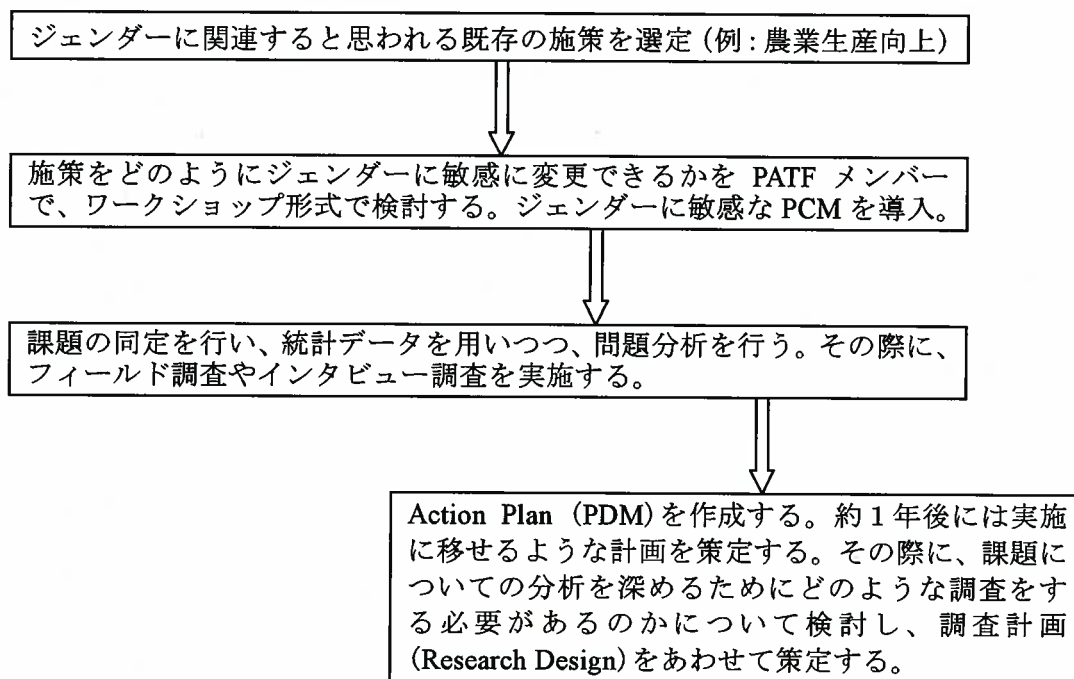 ジェンダーに関連すると思われる既存の施策を選定(例:農業生産向上)
施策をどのようにジェンダーに敏感に変更できるかを PATF メンバー
で、ワークショップ形式で検討する。ジェンダーに敏感な PCM を導入。
課題の同定を行い、統計データを用いつつ、問題分析を行う。その際に、
フィールド調査やインタビュー調査を実施する。
Action Plan (PDM)を作成する。約1年後には実施
に移せるような計画を策定する。その際に、課題に
ついての分析を深めるためにどのような調査をす
る必要があるのかについて検討し、調査計画
(Research Design)をあわせて策定する。